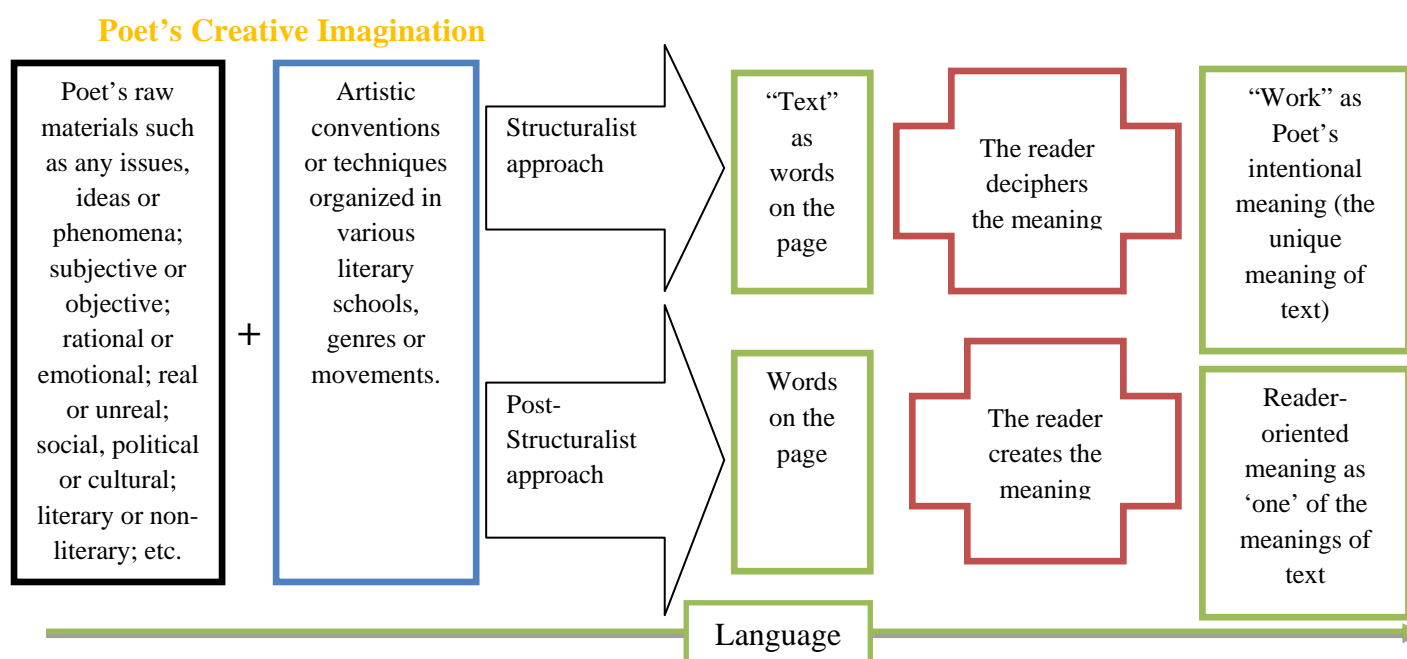 Poet’s Creative Imagination
Poet’s raw
materials such
as any issues,
ideas or
phenomena;
subjective or
objective;
rational or
emotional; real
or unreal;
social, political
or cultural;
literary or non-
literary; etc.
+
Artistic
conventions
or techniques
organized in
various
literary
schools,
genres or
movements.
Structuralist
approach
“Text”
as
words
on the
page
The reader
deciphers
the meaning
“Work” as
Poet’s
intentional
meaning (the
unique
meaning of
text)
Post-
Structuralist
approach
Words
on the
page
The reader
creates the
meaning
Reader-
oriented
meaning as
‘one’ of the
meanings of
text
Language